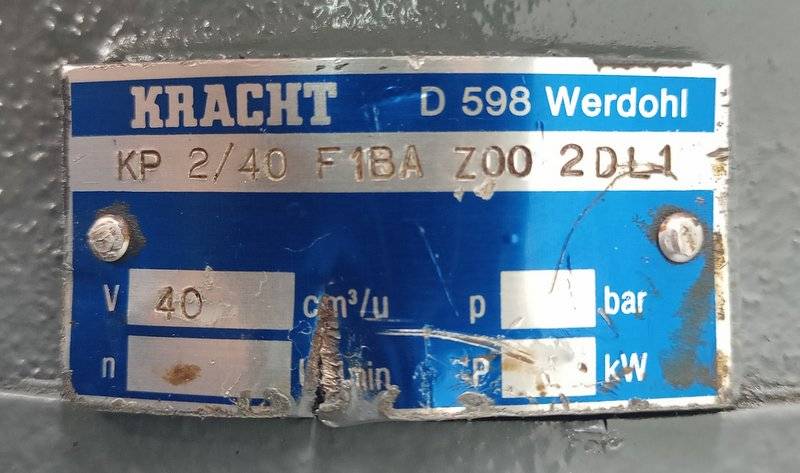 KRACHT D 598 Werdohl
KP 2/40 F1BA Z00 2DL1
V 40 cm³/u p bar
n min P kW